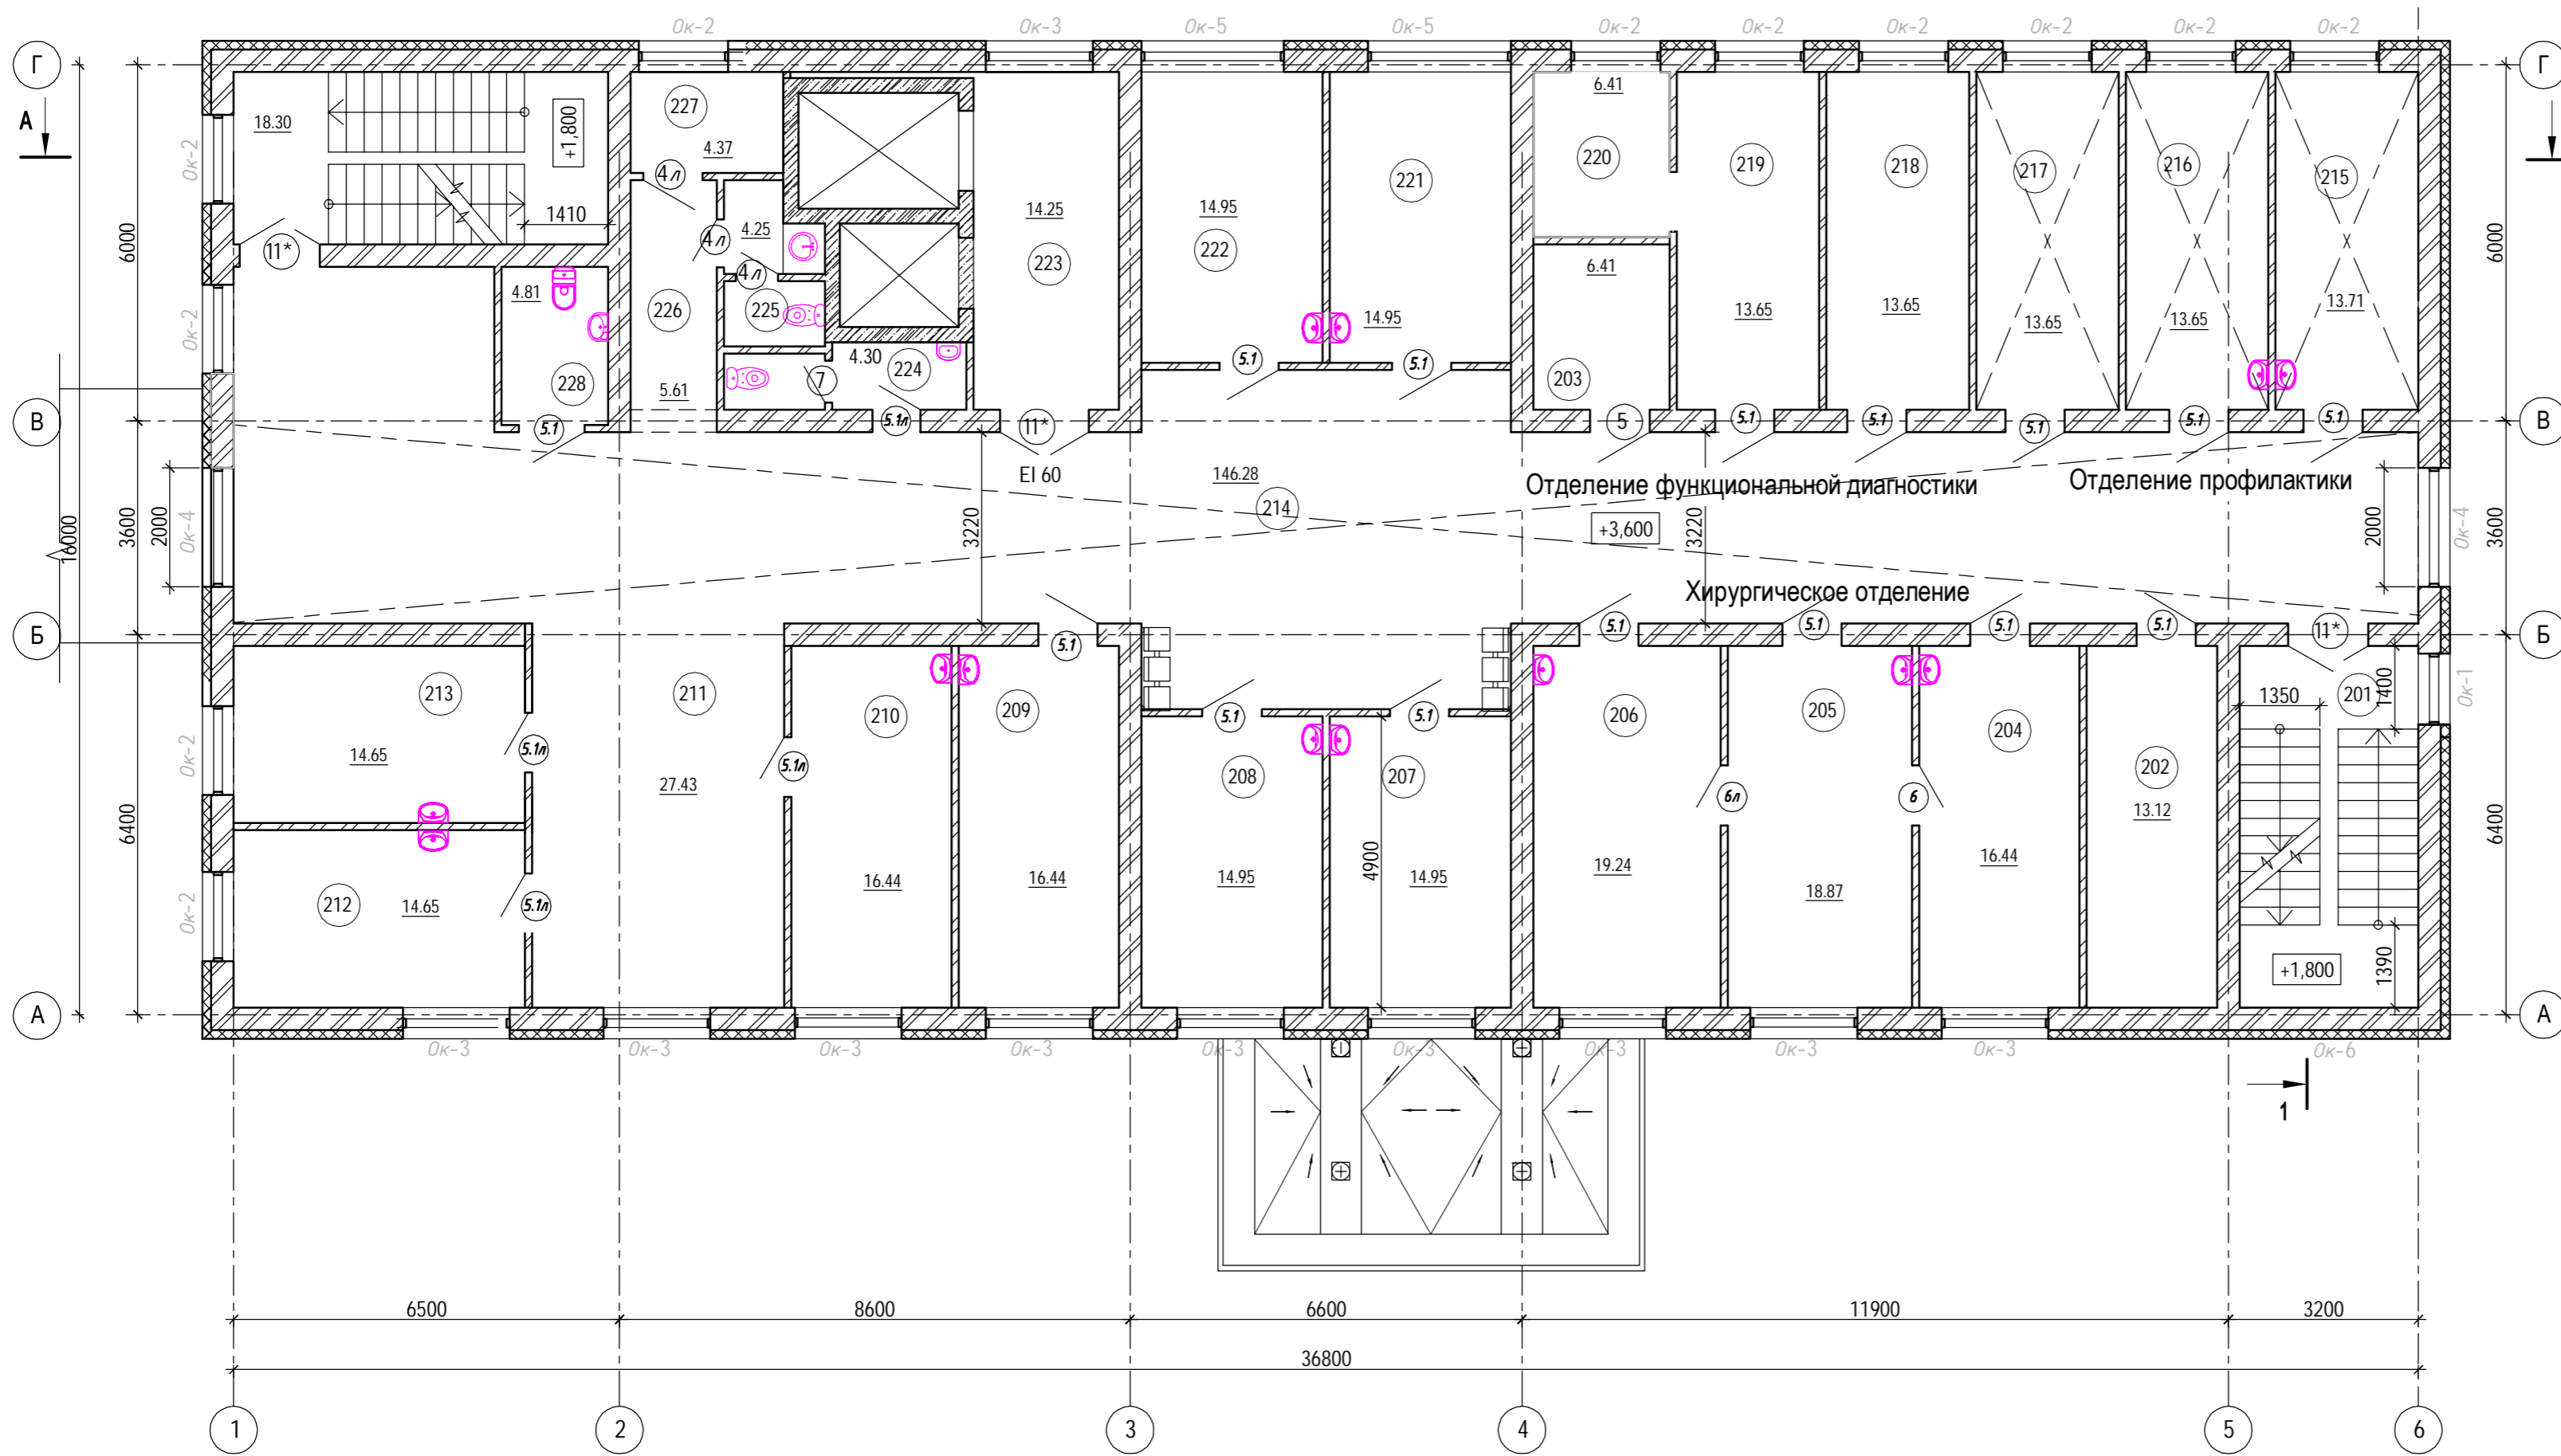 Ок-2 Ок-3 Ок-5 Ок-5 Ок-2 Ок-2 Ок-2 Ок-2 Ок-2 Ок-2
Г Г
А
18.30 +1,800 227 4.37 6.41
Ок-2 4л 220 219 218 217 216 215
221
1410 14.25 14.95
11* 4л 4.25 223 222
6000 6000
4л 6.41
4.81 226 225 13.65 13.65 13.65 13.65 13.71
Ок-2 14.95
4.30 224 5.1 5.1
228 7 203
5.61
В 5.1 5.1л 11* 5 5.1 5.1 5.1 5.1 5.1 В
EI 60 146.28 Отделение функциональной диагностики Отделение профилактики
214
16000 3600 2000 Ок-4 3220 +3,600 3220 2000 Ок-4 3600
Хирургическое отделение
Б 5.1 5.1 5.1 5.1 5.1 11* Б
213 211 210 209 206 205 204 201
1350 1400 Ок-1
5.1 5.1
14.65 5.1л 5.1л 208 207 202
Ок-2 27.43 6л 6 13.12
6400 4900 6400
16.44 16.44 14.95 14.95 19.24 18.87 16.44
212 14.65 5.1л
Ок-2 +1,800 1390
А А
Ок-3 Ок-3 Ок-3 Ок-3 Ок-3 Ок-3 Ок-3 Ок-3 Ок-3 Ок-6
1
6500 8600 6600 11900 3200
36800
1 2 3 4 5 6